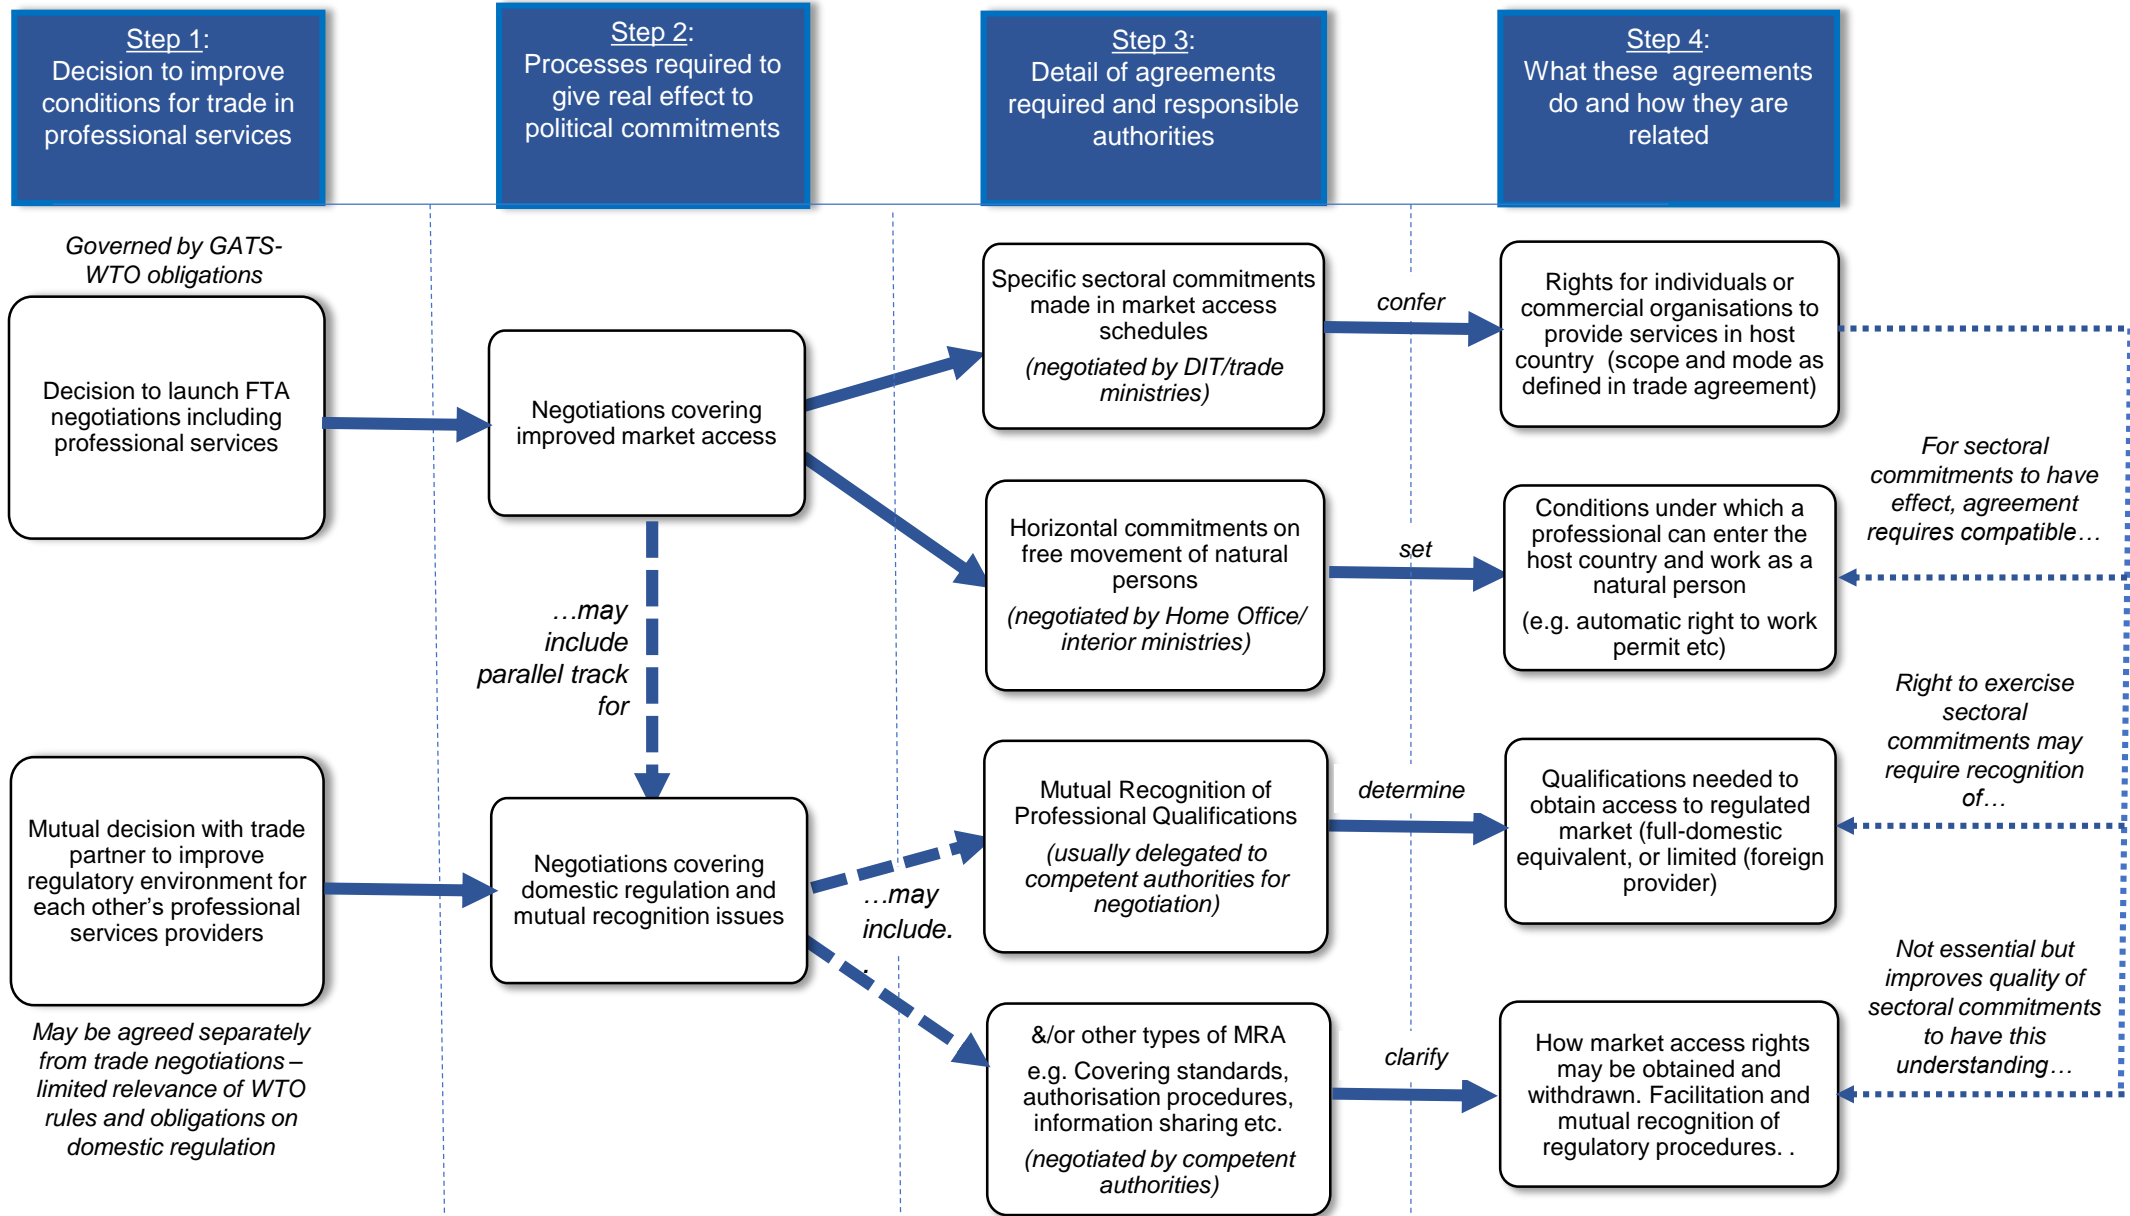 Step 1:
Decision to improve
conditions for trade in
professional services
Step 2:
Processes required to
give real effect to
political commitments
Step 3:
Detail of agreements
required and responsible
authorities
Step 4:
What these  agreements
do and how they are
related
Governed by GATS-
WTO obligations
Decision to launch FTA
negotiations including
professional services
Mutual decision with trade
partner to improve
regulatory environment for
each other’s professional
services providers
May be agreed separately
from trade negotiations –
limited relevance of WTO
rules and obligations on
domestic regulation
Negotiations covering
improved market access
…may
include
parallel track
for
Negotiations covering
domestic regulation and
mutual recognition issues
…may
include.
.
Specific sectoral commitments
made in market access
schedules
(negotiated by DIT/trade
ministries)
Horizontal commitments on
free movement of natural
persons
(negotiated by Home Office/
interior ministries)
Mutual Recognition of
Professional Qualifications
(usually delegated to
competent authorities for
negotiation)
&/or other types of MRA
e.g. Covering standards,
authorisation procedures,
information sharing etc.
(negotiated by competent
authorities)
confer
set
determine
clarify
Rights for individuals or
commercial organisations to
provide services in host
country  (scope and mode as
defined in trade agreement)
Conditions under which a
professional can enter the
host country and work as a
natural person
(e.g. automatic right to work
permit etc)
Qualifications needed to
obtain access to regulated
market (full-domestic
equivalent, or limited (foreign
provider)
How market access rights
may be obtained and
withdrawn. Facilitation and
mutual recognition of
regulatory procedures. .
For sectoral
commitments to have
effect, agreement
requires compatible…
Right to exercise
sectoral
commitments may
require recognition
of…
Not essential but
improves quality of
sectoral commitments
to have this
understanding…